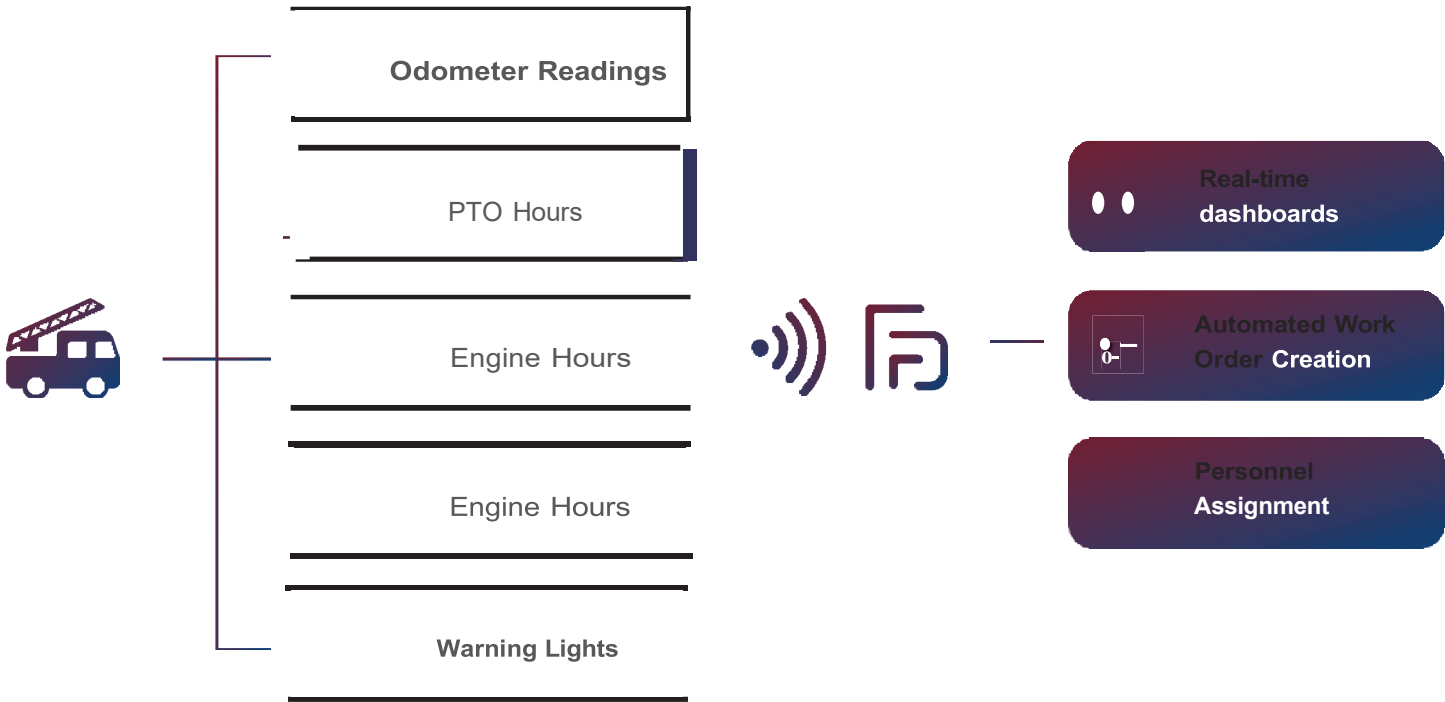 Odometer Readings
PTO Hours
Engine Hours
Engine Hours
Warning Lights
Real-time
dashboards
Automated Work
Order Creation
Personnel
Assignment